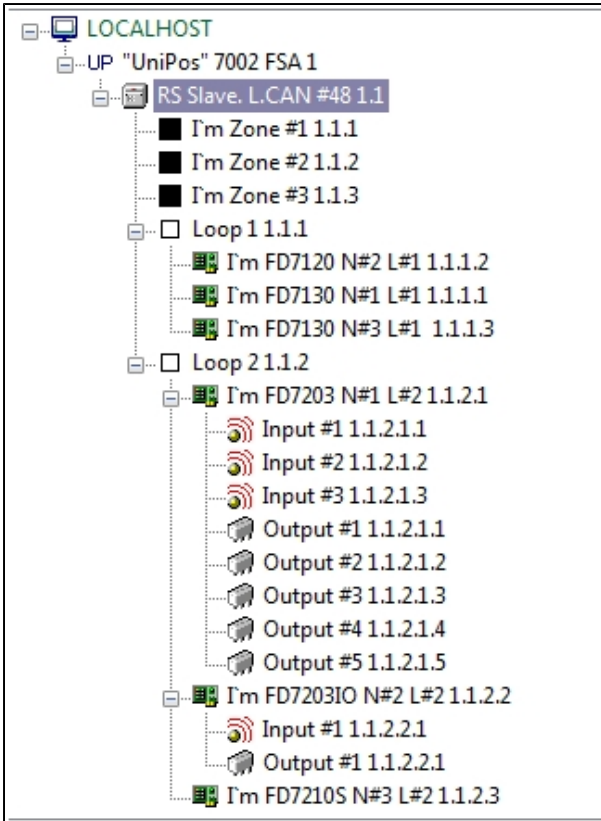 LOCALHOST
UP "UniPos" 7002 FSA 1
RS Slave. L.CAN #48 1.1
I`m Zone #1 1.1.1
I`m Zone #2 1.1.2
I`m Zone #3 1.1.3
Loop 1 1.1.1
I`m FD7120 N#2 L#1 1.1.1.2
I`m FD7130 N#1 L#1 1.1.1.1
I`m FD7130 N#3 L#1 1.1.1.3
Loop 2 1.1.2
I`m FD7203 N#1 L#2 1.1.2.1
Input #1 1.1.2.1.1
Input #2 1.1.2.1.2
Input #3 1.1.2.1.3
Output #1 1.1.2.1.1
Output #2 1.1.2.1.2
Output #3 1.1.2.1.3
Output #4 1.1.2.1.4
Output #5 1.1.2.1.5
I`m FD7203IO N#2 L#2 1.1.2.2
Input #1 1.1.2.2.1
Output #1 1.1.2.2.1
I`m FD7210S N#3 L#2 1.1.2.3